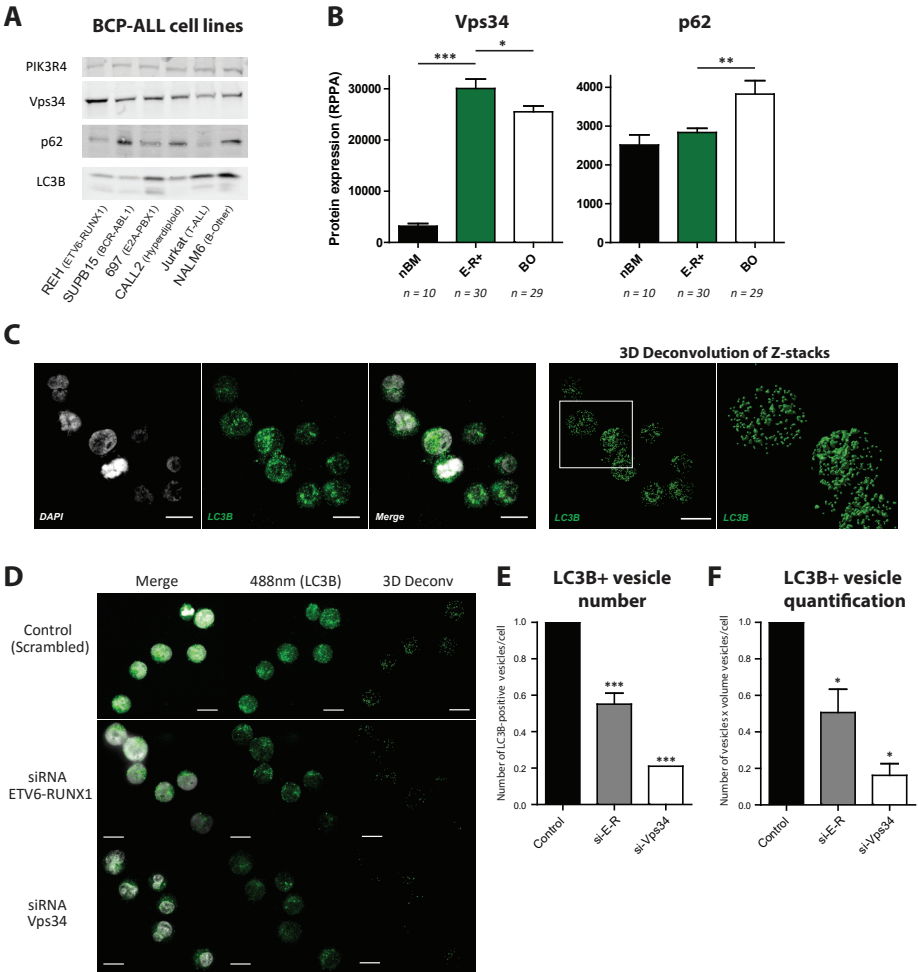 A
BCP-ALL cell lines
PIK3R4
Vps34
p62
LC3B
REH (ETV6-RUNX1)
SUPB15 (BCR-ABL1)
697 (E2A-PBX1)
CALL2 (Hyperdiploid)
Jurkat (T-ALL)
NALM6 (B-Other)
B
Vps34
Protein expression (RPPA)
30000
20000
10000
0
***
*
nBM
E-R+
BO
n = 10
n = 30
n = 29
p62
4000
3000
2000
1000
0
**
nBM
E-R+
BO
n = 10
n = 30
n = 29
C
3D Deconvolution of Z-stacks
DAPI
LC3B
Merge
LC3B
LC3B
D
Merge
488nm (LC3B)
3D Deconv
Control
(Scrambled)
siRNA
ETV6-RUNX1
siRNA
Vps34
E
LC3B+ vesicle
number
Number of LC3B-positive vesicles/cell
1.0
0.8
0.6
0.4
0.2
0.0
***
***
Control
si-E-R
si-Vps34
F
LC3B+ vesicle
quantification
Number of vesicles x volume vesicles/cell
1.0
0.8
0.6
0.4
0.2
0.0
*
*
Control
si-E-R
si-Vps34